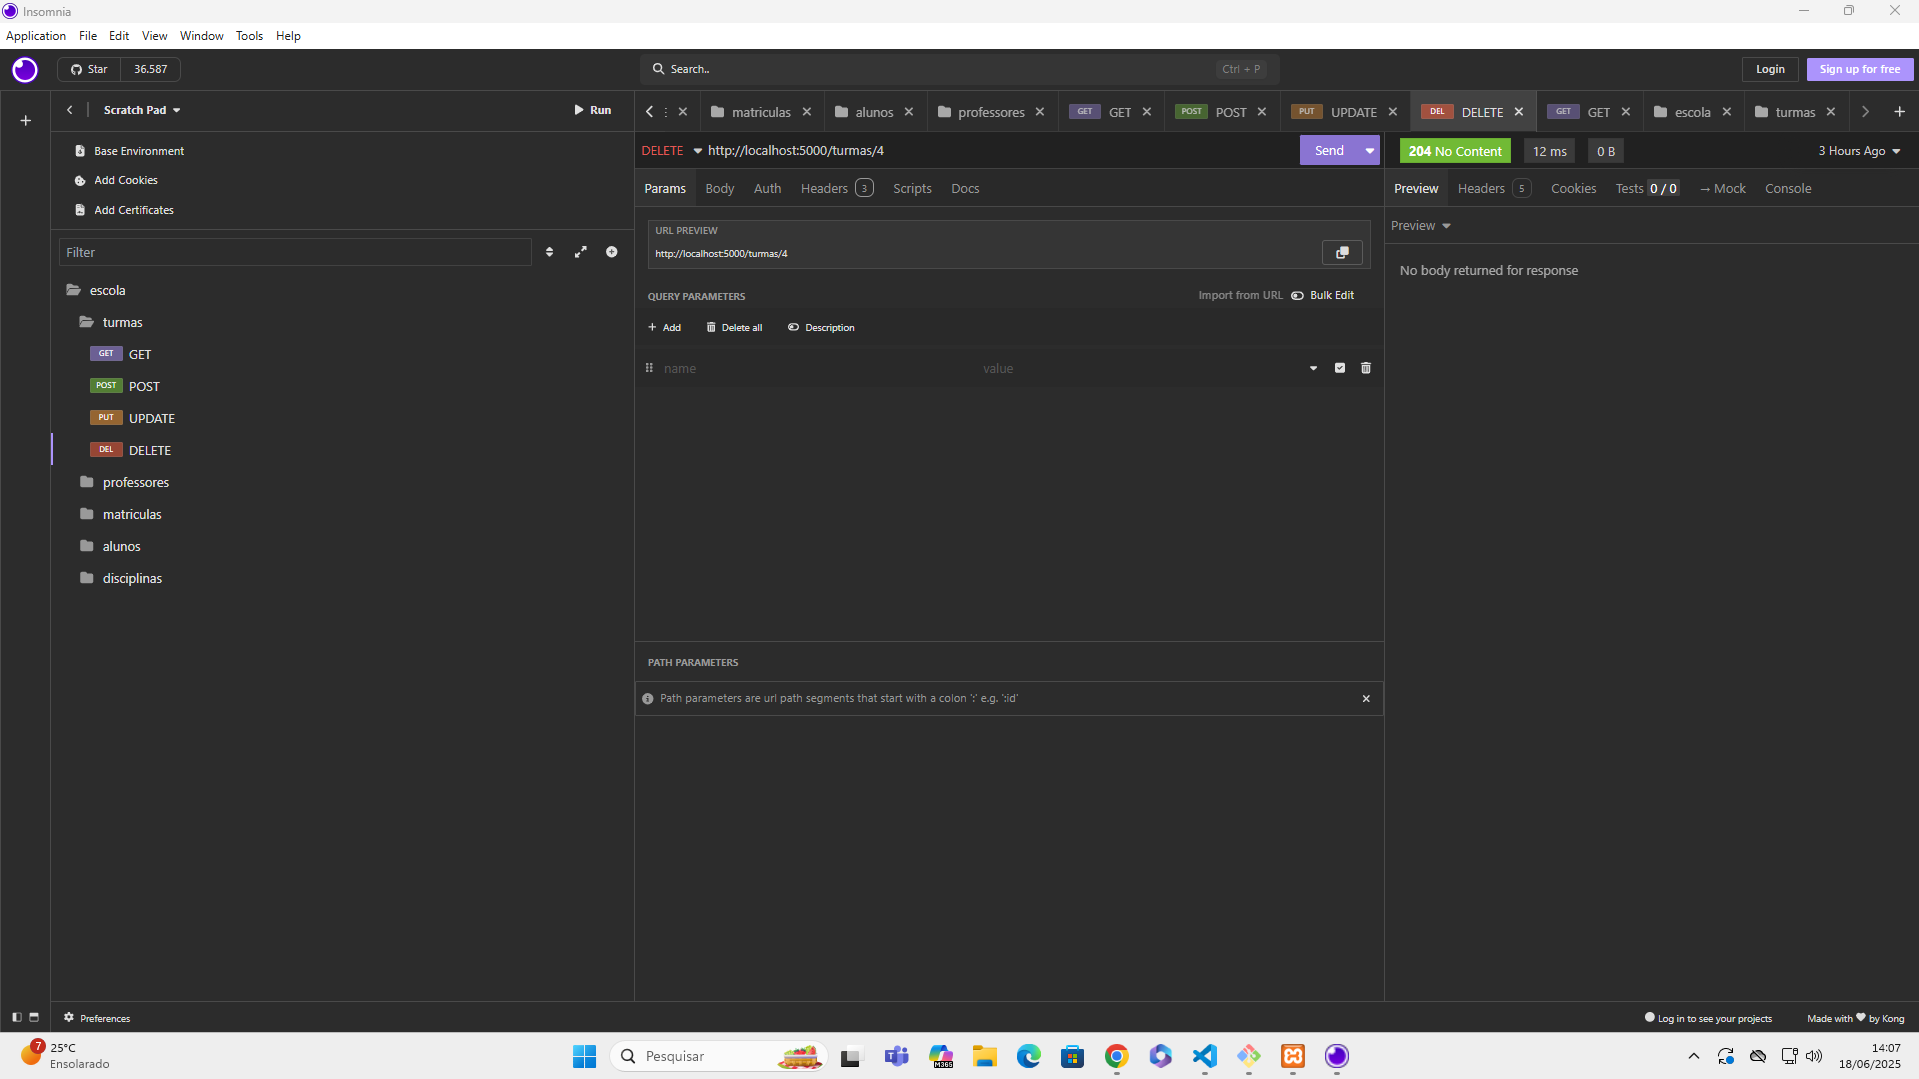 Insomnia
Application File Edit View Window Tools Help
Star 36.587
Search.. Ctrl + P
Login Sign up for free
Scratch Pad Run
matriculas alunos professores GET GET POST POST PUT UPDATE DEL DELETE GET GET escola turmas
Base Environment
Add Cookies
Add Certificates
Filter
escola
turmas
GET GET
POST POST
PUT UPDATE
DEL DELETE
professores
matriculas
alunos
disciplinas
DELETE http://localhost:5000/turmas/4 Send
Params Body Auth Headers 3 Scripts Docs
URL PREVIEW
http://localhost:5000/turmas/4
QUERY PARAMETERS Import from URL Bulk Edit
+ Add Delete all Description
name value
PATH PARAMETERS
Path parameters are url path segments that start with a colon ':' e.g. ':id'
204 No Content 12 ms 0 B 3 Hours Ago
Preview Headers 5 Cookies Tests 0 / 0 → Mock Console
Preview
No body returned for response
Preferences
Log in to see your projects Made with ♥ by Kong
7
25°C
Ensolarado
Pesquisar
M365
14:07
18/06/2025